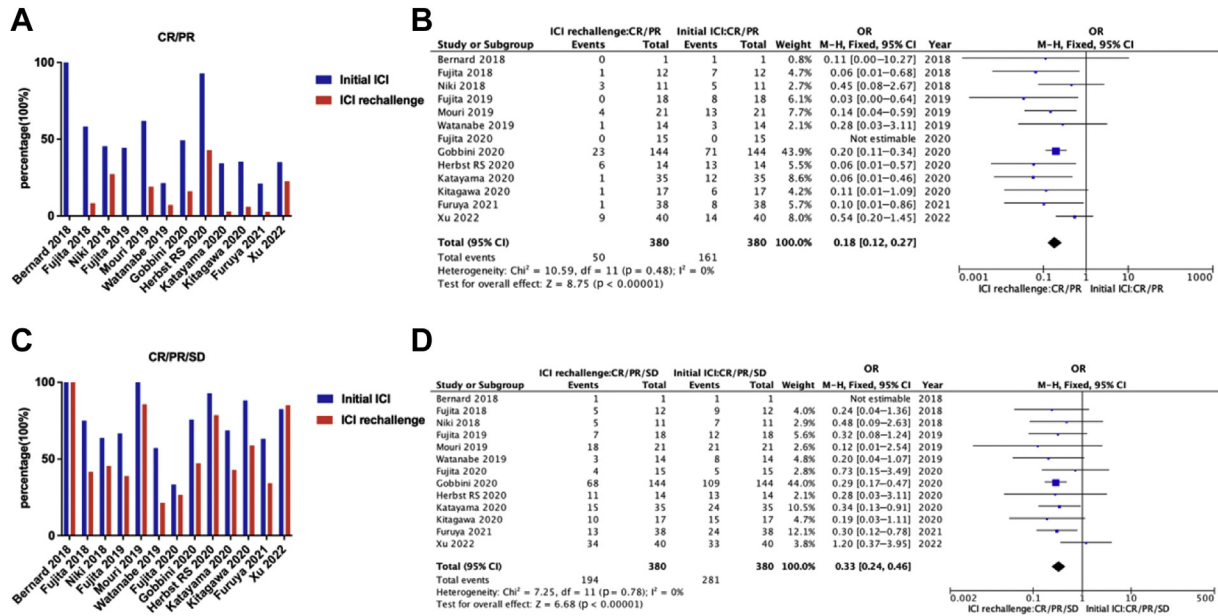 A
CR/PR
percentage(100%)
100
50
0
Initial ICI
ICI rechallenge
Bernard 2018
Fujita 2018
Niki 2018
Fujita 2019
Mouri 2019
Watanabe 2019
Gobbini 2020
Herbst RS 2020
Katayama 2020
Kitagawa 2020
Furuya 2021
Xu 2022
B
ICI rechallenge:CR/PR Initial ICI:CR/PR OR OR
Study or Subgroup Events Total Events Total Weight M-H, Fixed, 95% CI Year M-H, Fixed, 95% CI
Bernard 2018 0 1 1 1 0.8% 0.11 [0.00−10.27] 2018
Fujita 2018 1 12 7 12 4.7% 0.06 [0.01−0.68] 2018
Niki 2018 3 11 5 11 2.6% 0.45 [0.08−2.67] 2018
Fujita 2019 0 18 8 18 6.1% 0.03 [0.00−0.64] 2019
Mouri 2019 4 21 13 21 7.7% 0.14 [0.04−0.59] 2019
Watanabe 2019 1 14 3 14 2.1% 0.28 [0.03−3.11] 2019
Fujita 2020 0 15 0 15 Not estimable 2020
Gobbini 2020 23 144 71 144 43.9% 0.20 [0.11−0.34] 2020
Herbst RS 2020 6 14 13 14 5.5% 0.06 [0.01−0.57] 2020
Katayama 2020 1 35 12 35 8.6% 0.06 [0.01−0.46] 2020
Kitagawa 2020 1 17 6 17 4.2% 0.11 [0.01−1.09] 2020
Furuya 2021 1 38 8 38 5.8% 0.10 [0.01−0.86] 2021
Xu 2022 9 40 14 40 8.0% 0.54 [0.20−1.45] 2022
Total (95% CI) 380 380 100.0% 0.18 [0.12, 0.27]
Total events 50 161
Heterogeneity: Chi² = 10.59, df = 11 (p = 0.48); I² = 0%
Test for overall effect: Z = 8.75 (p < 0.00001)
0.001 0.1 1 10 1000
ICI rechallenge:CR/PR Initial ICI:CR/PR
C
CR/PR/SD
percentage(100%)
100
50
0
Initial ICI
ICI rechallenge
Bernard 2018
Fujita 2018
Niki 2018
Fujita 2019
Mouri 2019
Watanabe 2019
Fujita 2020
Gobbini 2020
Herbst RS 2020
Katayama 2020
Kitagawa 2020
Furuya 2021
Xu 2022
D
ICI rechallenge:CR/PR/SD Initial ICI:CR/PR/SD OR OR
Study or Subgroup Events Total Events Total Weight M-H, Fixed, 95% CI Year M-H, Fixed, 95% CI
Bernard 2018 1 1 1 1 Not estimable 2018
Fujita 2018 5 12 9 12 4.0% 0.24 [0.04−1.36] 2018
Niki 2018 5 11 7 11 2.9% 0.48 [0.09−2.63] 2018
Fujita 2019 7 18 12 18 5.6% 0.32 [0.08−1.24] 2019
Mouri 2019 18 21 21 21 2.7% 0.12 [0.01−2.54] 2019
Watanabe 2019 3 14 8 14 4.8% 0.20 [0.04−1.07] 2019
Fujita 2020 4 15 5 15 2.8% 0.73 [0.15−3.49] 2020
Gobbini 2020 68 144 109 144 44.0% 0.29 [0.17−0.47] 2020
Herbst RS 2020 11 14 13 14 2.1% 0.28 [0.03−3.11] 2020
Katayama 2020 15 35 24 35 10.5% 0.34 [0.13−0.91] 2020
Kitagawa 2020 10 17 15 17 4.7% 0.19 [0.03−1.11] 2020
Furuya 2021 13 38 24 38 12.1% 0.30 [0.12−0.78] 2021
Xu 2022 34 40 33 40 3.8% 1.20 [0.37−3.95] 2022
Total (95% CI) 380 380 100.0% 0.33 [0.24, 0.46]
Total events 194 281
Heterogeneity: Chi² = 7.25, df = 11 (p = 0.78); I² = 0%
Test for overall effect: Z = 6.68 (p < 0.00001)
0.002 0.1 1 10 500
ICI rechallenge:CR/PR/SD Initial ICI:CR/PR/SD